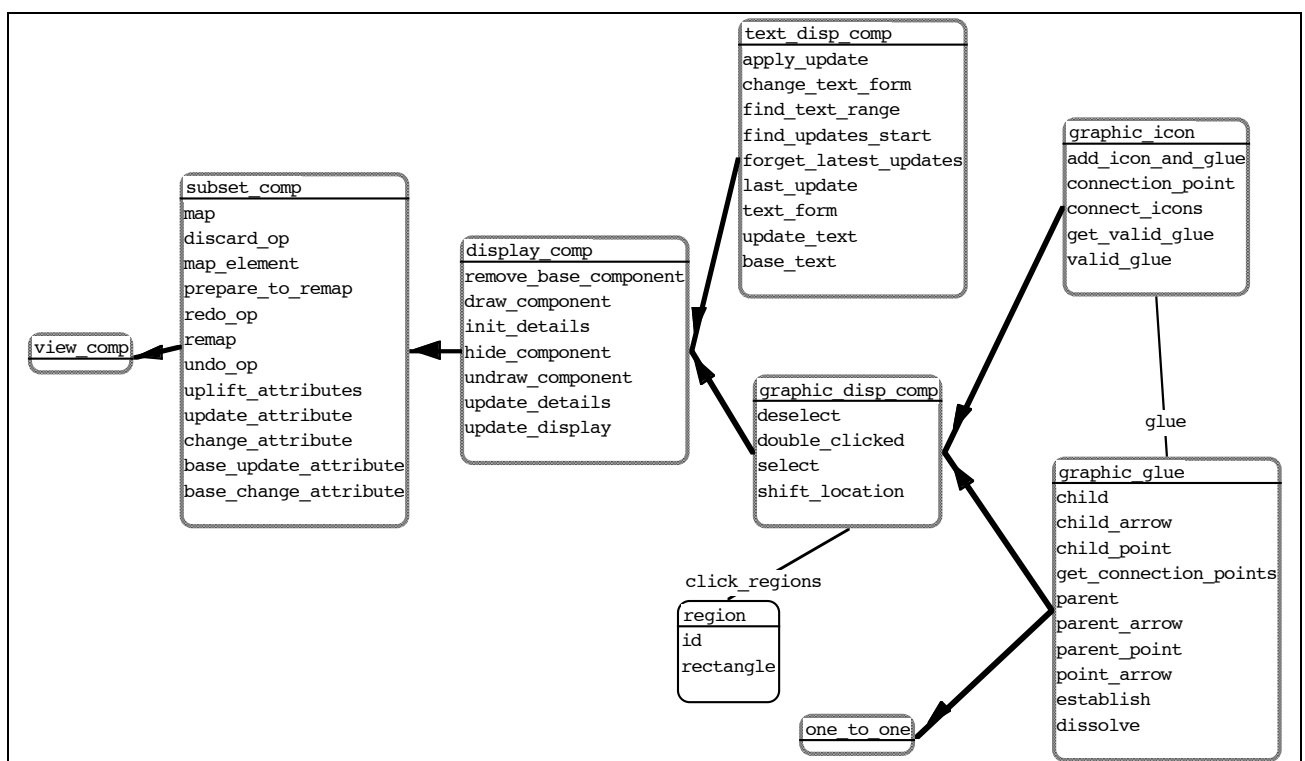 view_comp
subset_comp
map
discard_op
map_element
prepare_to_remap
redo_op
remap
undo_op
uplift_attributes
update_attribute
change_attribute
base_update_attribute
base_change_attribute
display_comp
remove_base_component
draw_component
init_details
hide_component
undraw_component
update_details
update_display
text_disp_comp
apply_update
change_text_form
find_text_range
find_updates_start
forget_latest_updates
last_update
text_form
update_text
base_text
graphic_disp_comp
deselect
double_clicked
select
shift_location
click_regions
region
id
rectangle
graphic_icon
add_icon_and_glue
connection_point
connect_icons
get_valid_glue
valid_glue
glue
graphic_glue
child
child_arrow
child_point
get_connection_points
parent
parent_arrow
parent_point
point_arrow
establish
dissolve
one_to_one